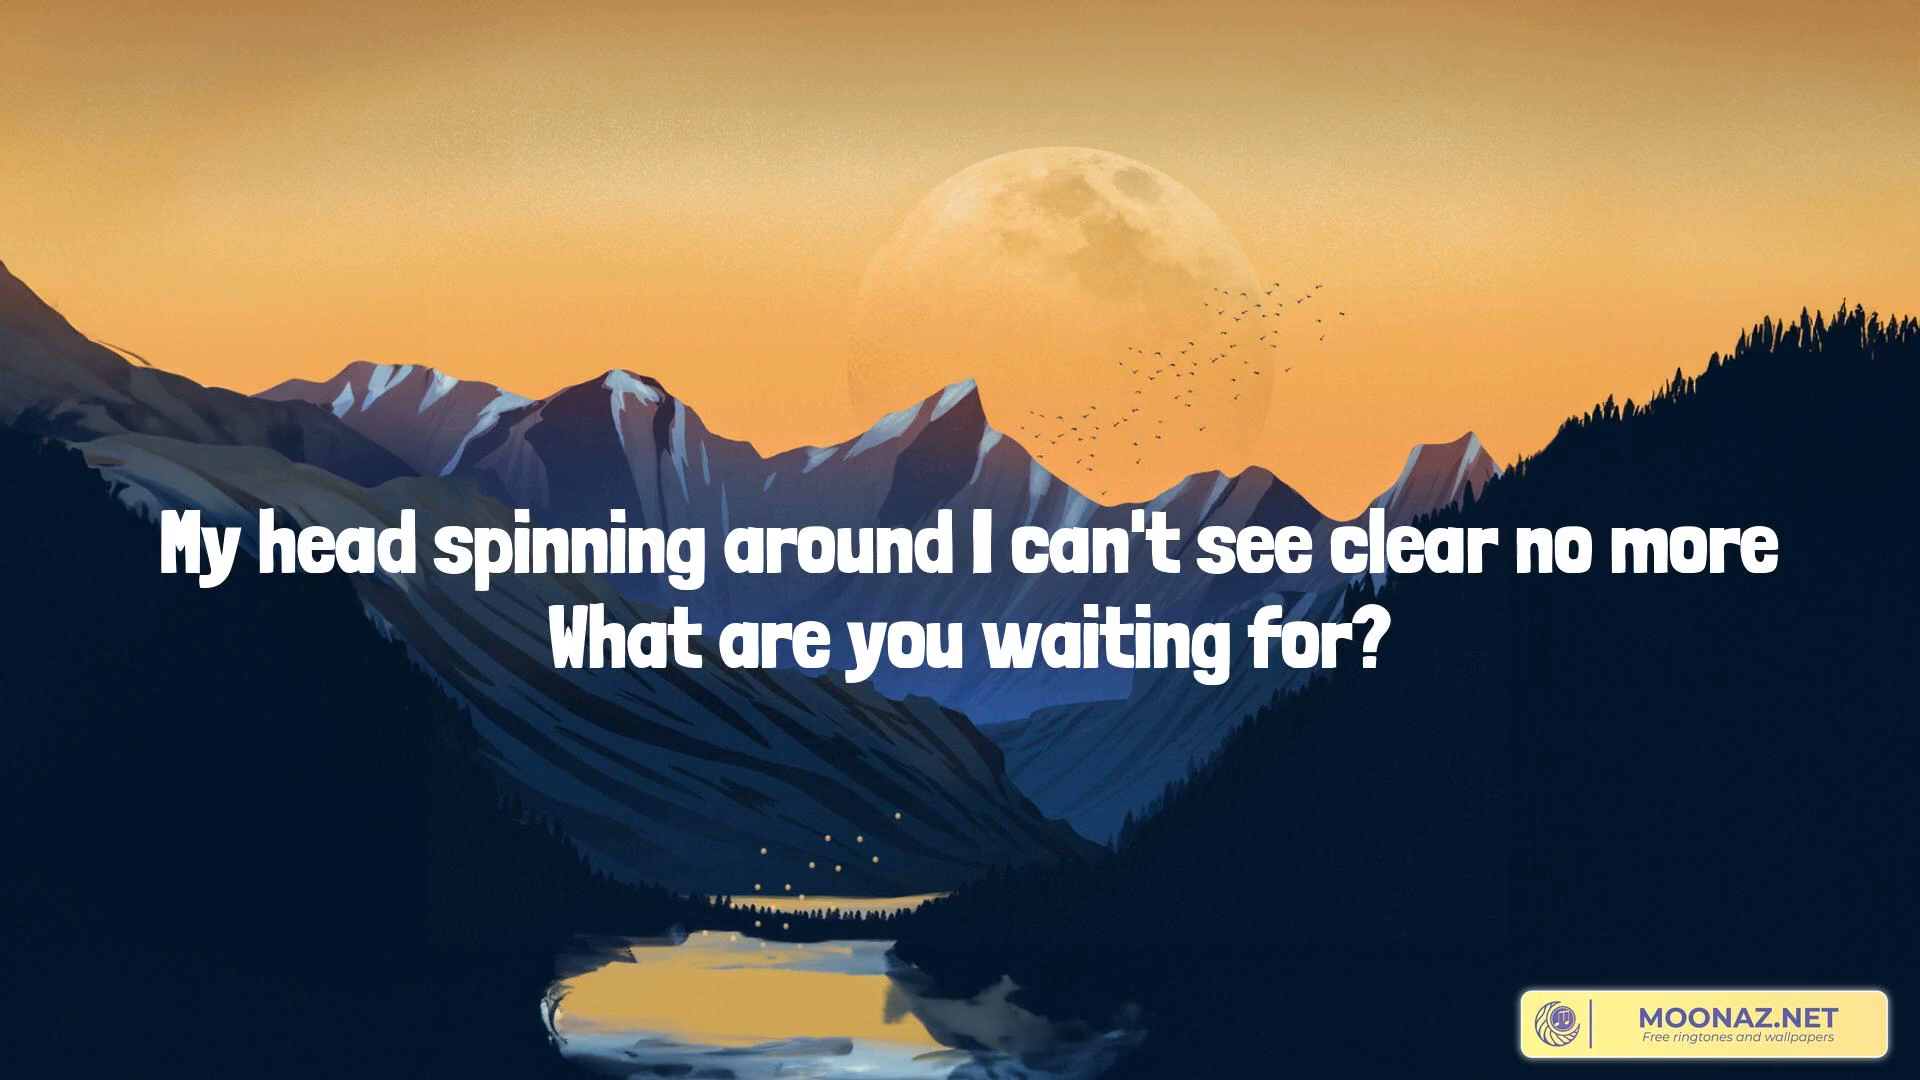 My head spinning around I can't see clear no more
What are you waiting for?
MOONAZ.NET
Free ringtones and wallpapers